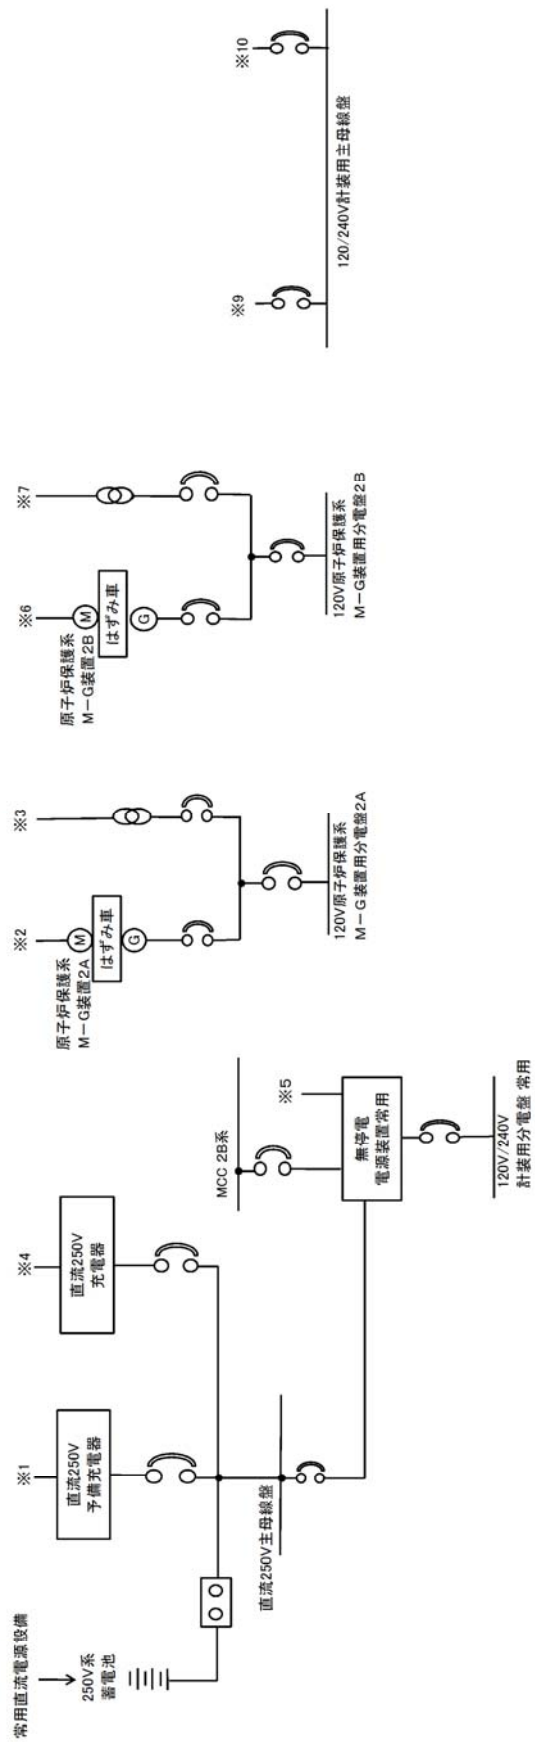 常用直流電源設備
250V系
蓄電池
※1
直流250V
予備充電器
※4
直流250V
充電器
直流250V主母線盤
MCC 2B系
※5
無停電
電源装置常用
120V/240V
計装用分電盤 常用
※2
原子炉保護系
M－G装置2A
M
はずみ車
G
※3
120V原子炉保護系
M－G装置用分電盤2A
※6
原子炉保護系
M－G装置2B
M
はずみ車
G
※7
120V原子炉保護系
M－G装置用分電盤2B
※9
※10
120/240V計装用主母線盤